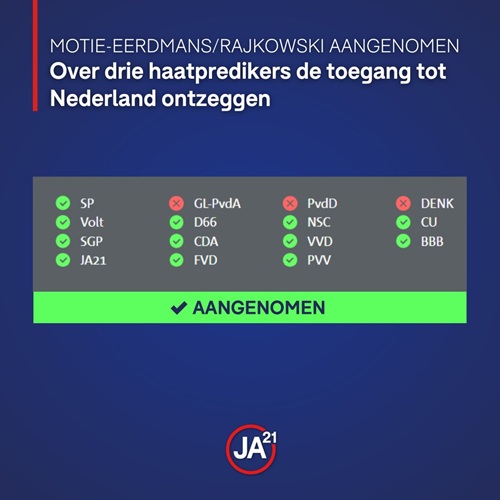 MOTIE-EERDMANS/RAJKOWSKI AANGENOMEN
Over drie haatpredikers de toegang tot
Nederland ontzeggen
SP GL-PvdA PvdD DENK
Volt D66 NSC CU
SGP CDA VVD BBB
JA21 FVD PVV
AANGENOMEN
JA21